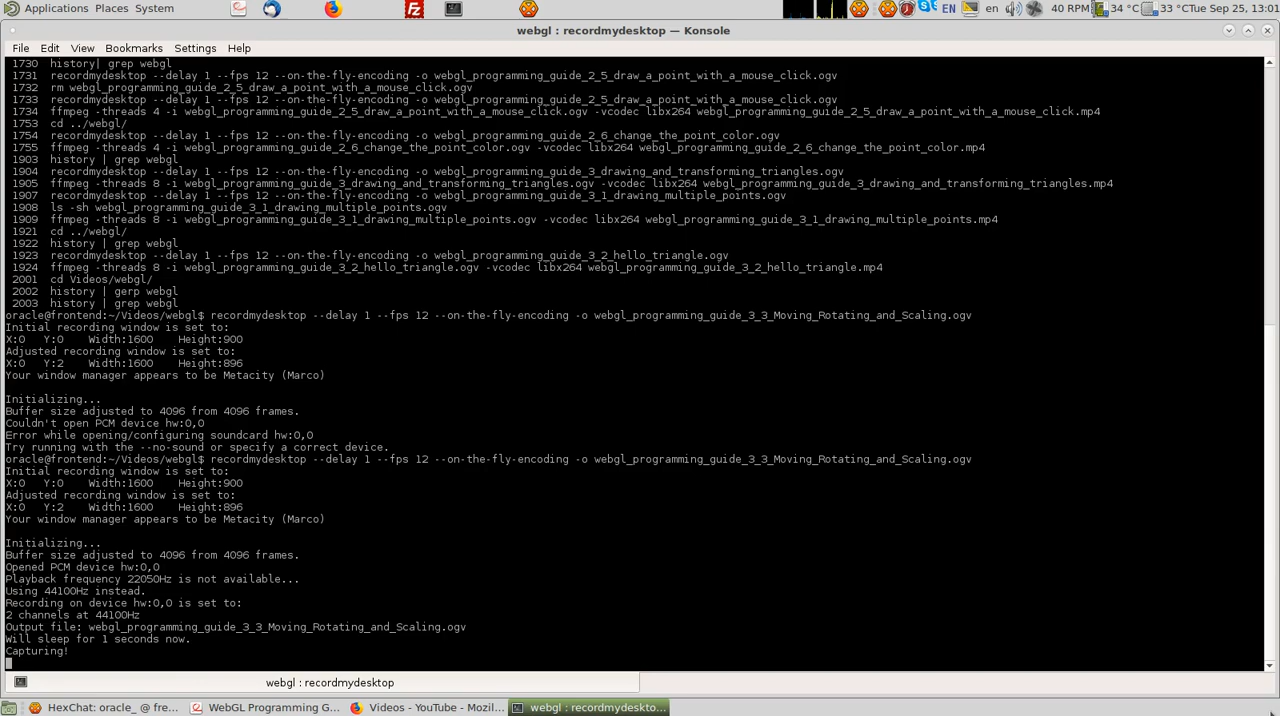 Applications Places System EN en 40 RPM 34 °C 33 °C Tue Sep 25, 13:01
webgl : recordmydesktop — Konsole
File Edit View Bookmarks Settings Help
1730 history| grep webgl
1731 recordmydesktop --delay 1 --fps 12 --on-the-fly-encoding -o webgl_programming_guide_2_5_draw_a_point_with_a_mouse_click.ogv
1732 rm webgl_programming_guide_2_5_draw_a_point_with_a_mouse_click.ogv
1733 recordmydesktop --delay 1 --fps 12 --on-the-fly-encoding -o webgl_programming_guide_2_5_draw_a_point_with_a_mouse_click.ogv
1734 ffmpeg -threads 4 -i webgl_programming_guide_2_5_draw_a_point_with_a_mouse_click.ogv -vcodec libx264 webgl_programming_guide_2_5_draw_a_point_with_a_mouse_click.mp4
1753 cd ../webgl/
1754 recordmydesktop --delay 1 --fps 12 --on-the-fly-encoding -o webgl_programming_guide_2_6_change_the_point_color.ogv
1755 ffmpeg -threads 4 -i webgl_programming_guide_2_6_change_the_point_color.ogv -vcodec libx264 webgl_programming_guide_2_6_change_the_point_color.mp4
1903 history | grep webgl
1904 recordmydesktop --delay 1 --fps 12 --on-the-fly-encoding -o webgl_programming_guide_3_drawing_and_transforming_triangles.ogv
1905 ffmpeg -threads 8 -i webgl_programming_guide_3_drawing_and_transforming_triangles.ogv -vcodec libx264 webgl_programming_guide_3_drawing_and_transforming_triangles.mp4
1907 recordmydesktop --delay 1 --fps 12 --on-the-fly-encoding -o webgl_programming_guide_3_1_drawing_multiple_points.ogv
1908 ls -sh webgl_programming_guide_3_1_drawing_multiple_points.ogv
1909 ffmpeg -threads 8 -i webgl_programming_guide_3_1_drawing_multiple_points.ogv -vcodec libx264 webgl_programming_guide_3_1_drawing_multiple_points.mp4
1921 cd ../webgl/
1922 history | grep webgl
1923 recordmydesktop --delay 1 --fps 12 --on-the-fly-encoding -o webgl_programming_guide_3_2_hello_triangle.ogv
1924 ffmpeg -threads 8 -i webgl_programming_guide_3_2_hello_triangle.ogv -vcodec libx264 webgl_programming_guide_3_2_hello_triangle.mp4
2001 cd Videos/webgl/
2002 history | gerp webgl
2003 history | grep webgl
oracle@frontend:~/Videos/webgl$ recordmydesktop --delay 1 --fps 12 --on-the-fly-encoding -o webgl_programming_guide_3_3_Moving_Rotating_and_Scaling.ogv
Initial recording window is set to:
X:0 Y:0 Width:1600 Height:900
Adjusted recording window is set to:
X:0 Y:2 Width:1600 Height:896
Your window manager appears to be Metacity (Marco)
Initializing...
Buffer size adjusted to 4096 from 4096 frames.
Couldn't open PCM device hw:0,0
Error while opening/configuring soundcard hw:0,0
Try running with the --no-sound or specify a correct device.
oracle@frontend:~/Videos/webgl$ recordmydesktop --delay 1 --fps 12 --on-the-fly-encoding -o webgl_programming_guide_3_3_Moving_Rotating_and_Scaling.ogv
Initial recording window is set to:
X:0 Y:0 Width:1600 Height:900
Adjusted recording window is set to:
X:0 Y:2 Width:1600 Height:896
Your window manager appears to be Metacity (Marco)
Initializing...
Buffer size adjusted to 4096 from 4096 frames.
Opened PCM device hw:0,0
Playback frequency 22050Hz is not available...
Using 44100Hz instead.
Recording on device hw:0,0 is set to:
2 channels at 44100Hz
Output file: webgl_programming_guide_3_3_Moving_Rotating_and_Scaling.ogv
Will sleep for 1 seconds now.
Capturing!
webgl : recordmydesktop
HexChat: oracle_ @ fre... WebGL Programming G... Videos - YouTube - Mozil... webgl : recordmydeskto...